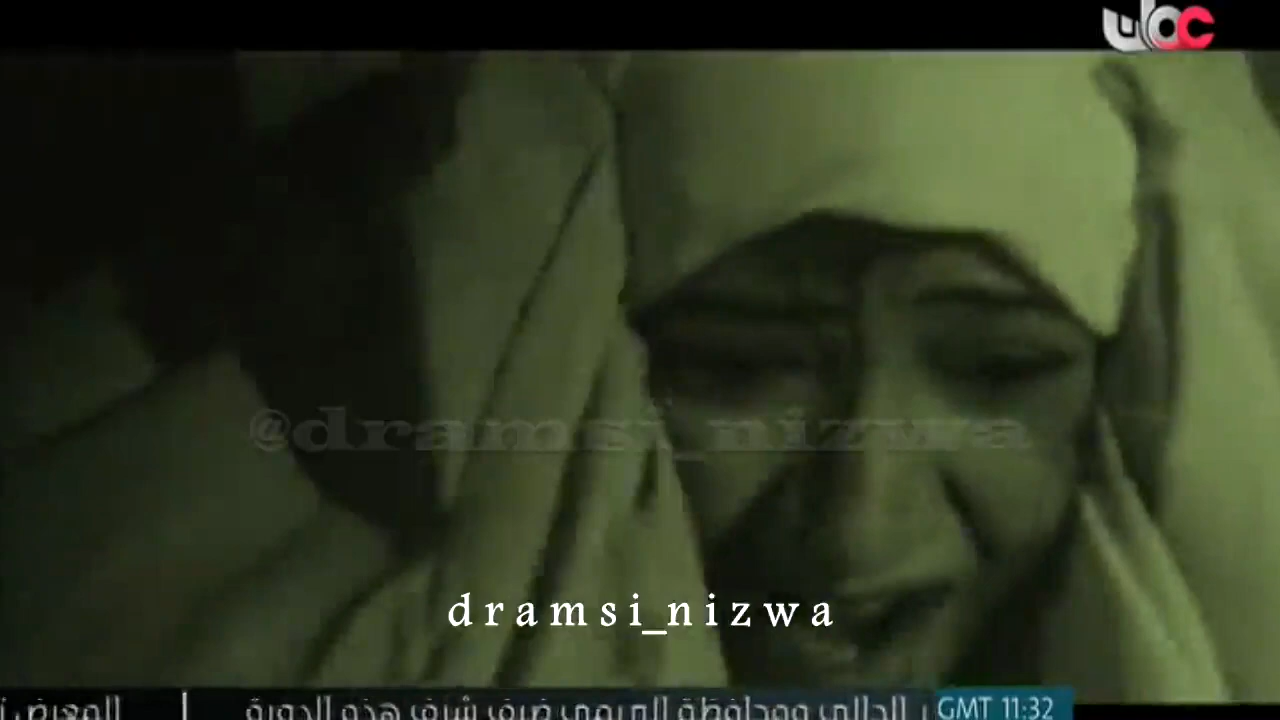 @dramsi_nizwa
dramsi_nizwa
GMT 11:32
الحالي ومحافظة البريمي ضيف شرف هذه الدورة | المعرض